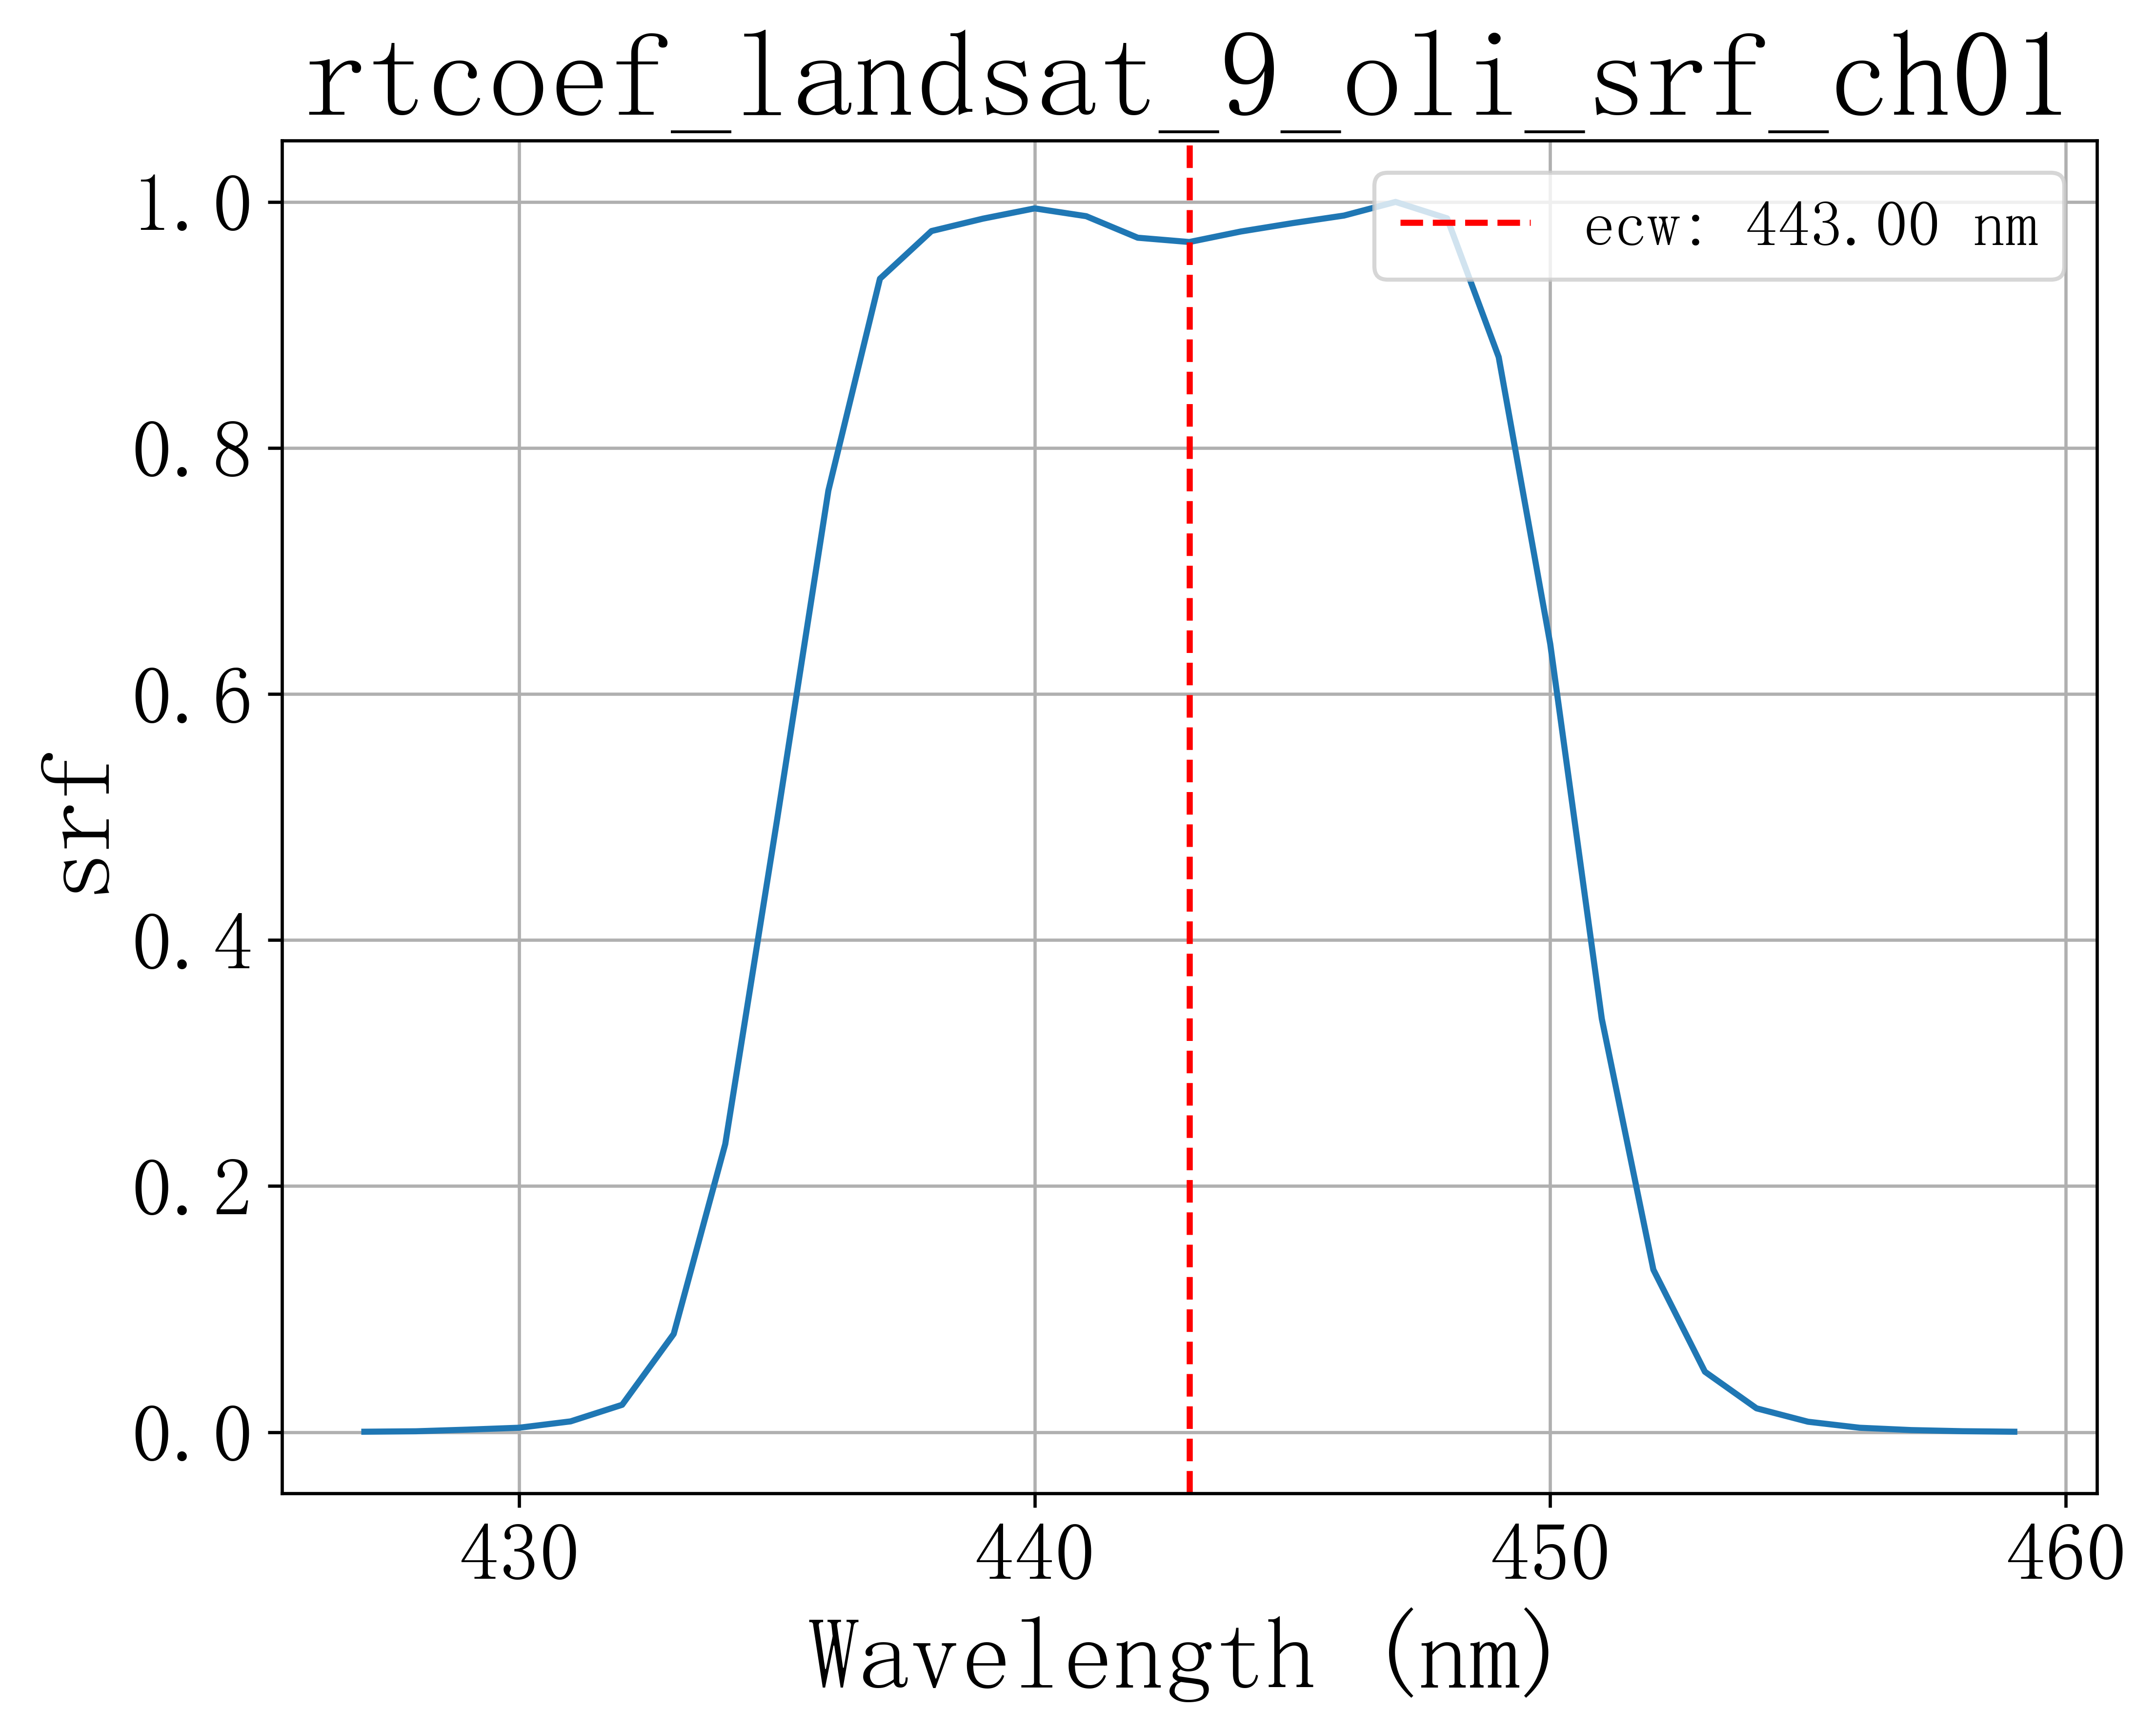 rtcoef_landsat_9_oli_srf_ch01
ecw: 443.00 nm
1.0
0.8
0.6
0.4
0.2
0.0
srf
430 440 450 460
Wavelength (nm)